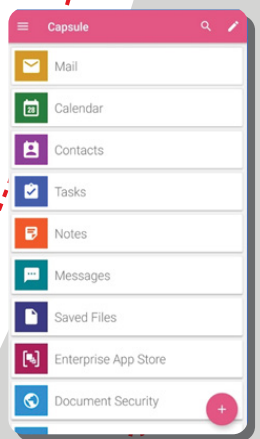 Capsule
Mail
Calendar
Contacts
Tasks
Notes
Messages
Saved Files
Enterprise App Store
Document Security